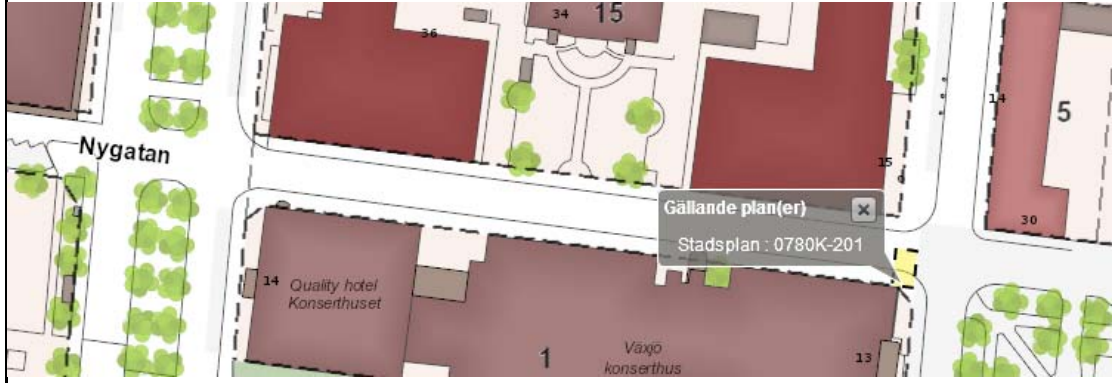 34
15
36
14
5
Nygatan
15
9
Gällande plan(er)
Stadsplan : 0780K-201
30
14
Quality hotel
Konserthuset
1
Växjö
konserthus
13